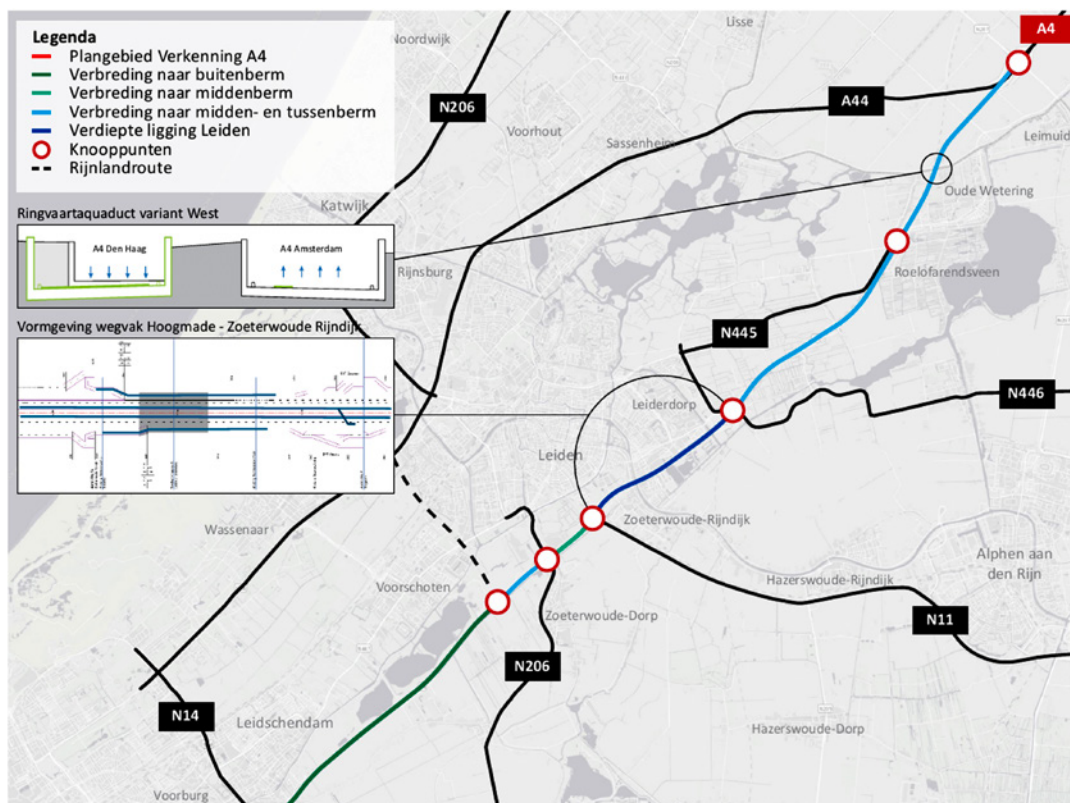 Legenda
Plangebied Verkenning A4
Verbreding naar buitenberm
Verbreding naar middenberm
Verbreding naar midden- en tussenberm
Verdiepte ligging Leiden
Knooppunten
Rijnlandroute
Ringvaartaquaduct variant West
A4 Den Haag
A4 Amsterdam
Vormgeving wegvak Hoogmade - Zoeterwoude Rijndijk
Lisse
A4
Noordwijk
N206
A44
Voorhout
Sassenheim
Leimuid
Oude Wetering
Katwijk
Rijnsburg
Roelofarendsveen
N445
Leiderdorp
N446
Leiden
Wassenaar
Zoeterwoude-Rijndijk
Alphen aan
den Rijn
Voorschoten
Hazerswoude-Rijndijk
Zoeterwoude-Dorp
N11
N206
N14
Leidschendam
Hazerswoude-Dorp
Voorburg